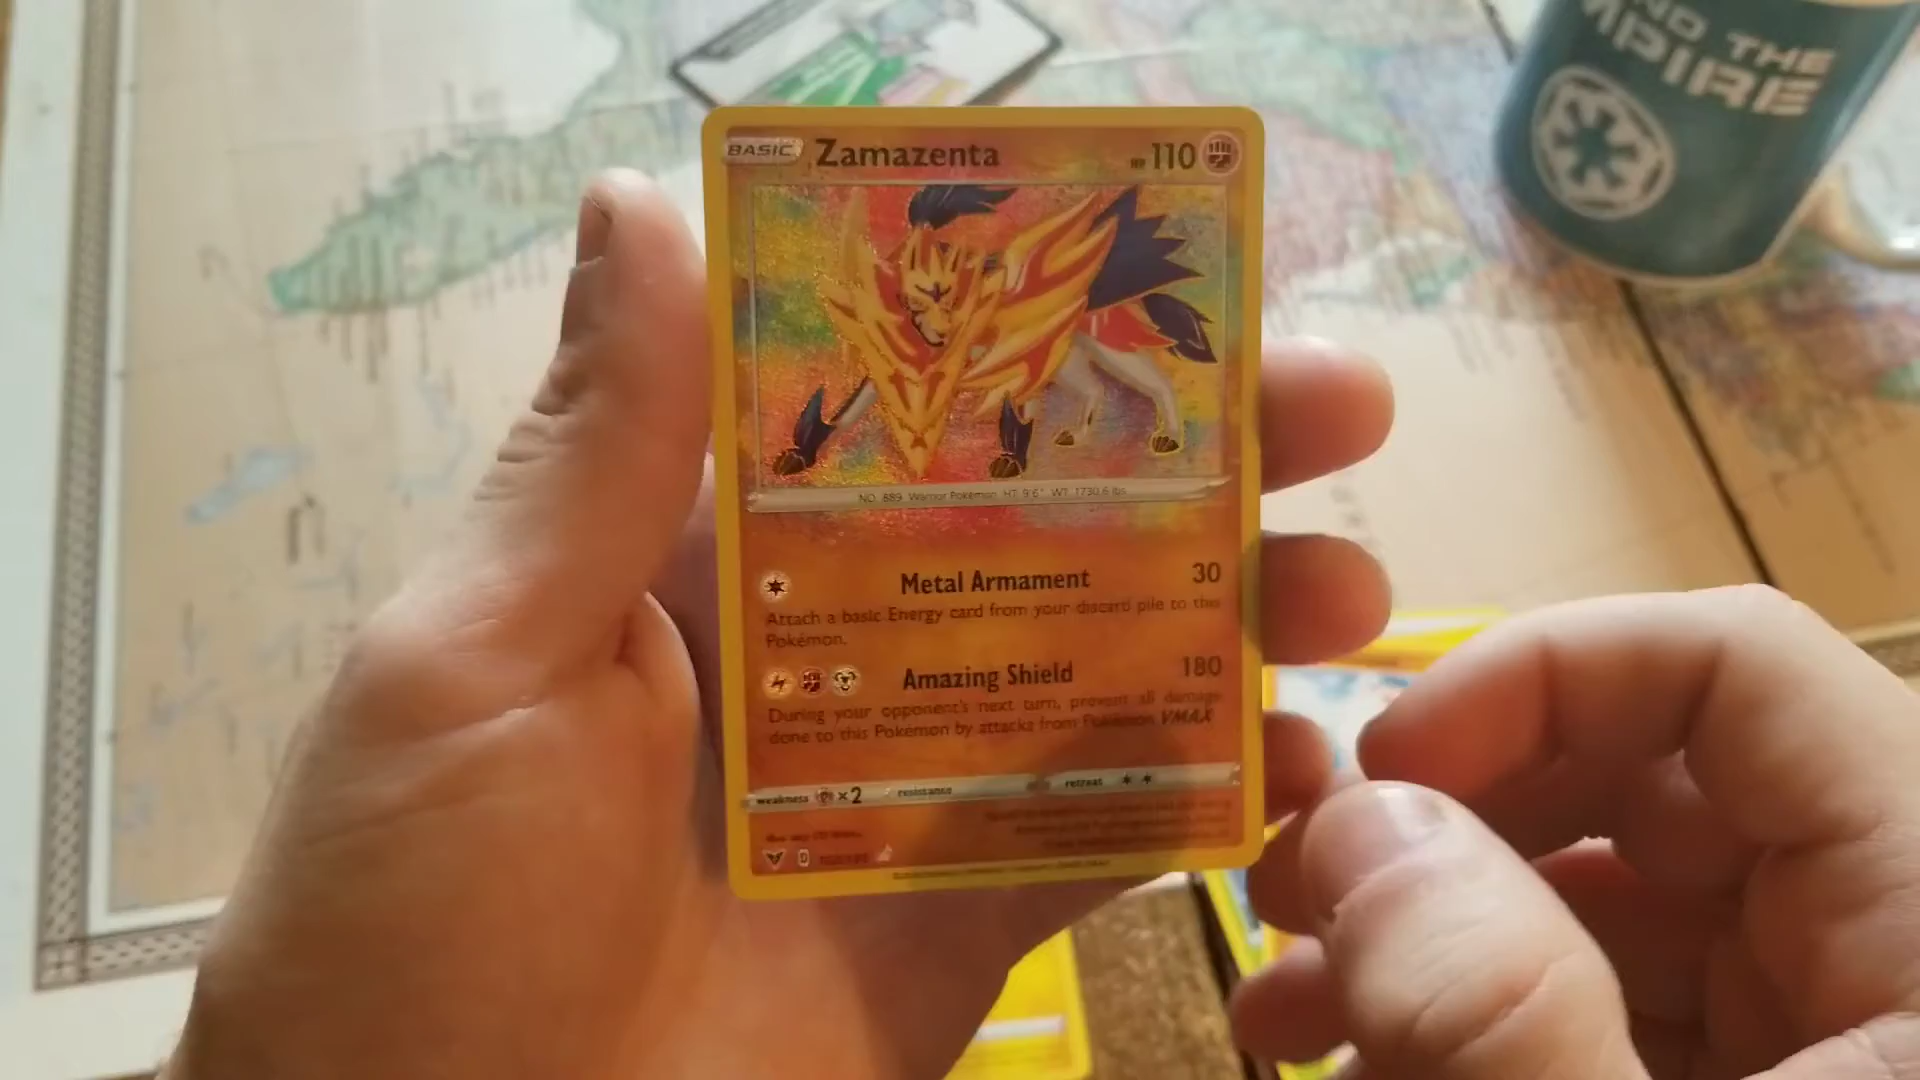 ND THE
MPIRE
BASIC Zamazenta HP 110
NO. 889 Warrior Pokémon HT: 9'6" WT: 1730.6 lbs
Metal Armament 30
Attach a basic Energy card from your discard pile to this
Pokémon.
Amazing Shield 180
During your opponent's next turn, prevent all damage
done to this Pokémon by attacks from Pokémon VMAX
weakness ×2 resistance retreat
D